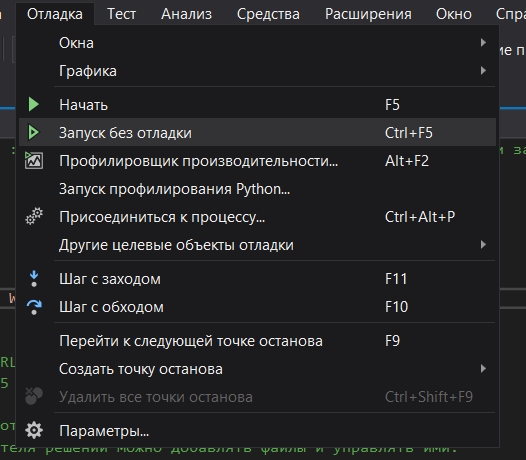 Отладка Тест Анализ Средства Расширения Окно Спра
Окна
Графика
Начать F5
Запуск без отладки Ctrl+F5
Профилировщик производительности... Alt+F2
Запуск профилирования Python...
Присоединиться к процессу... Ctrl+Alt+P
Другие целевые объекты отладки
Шаг с заходом F11
Шаг с обходом F10
Перейти к следующей точке останова F9
Создать точку останова
Удалить все точки останова Ctrl+Shift+F9
Параметры...
теля решений можно добавлять файлы и управлять ими.